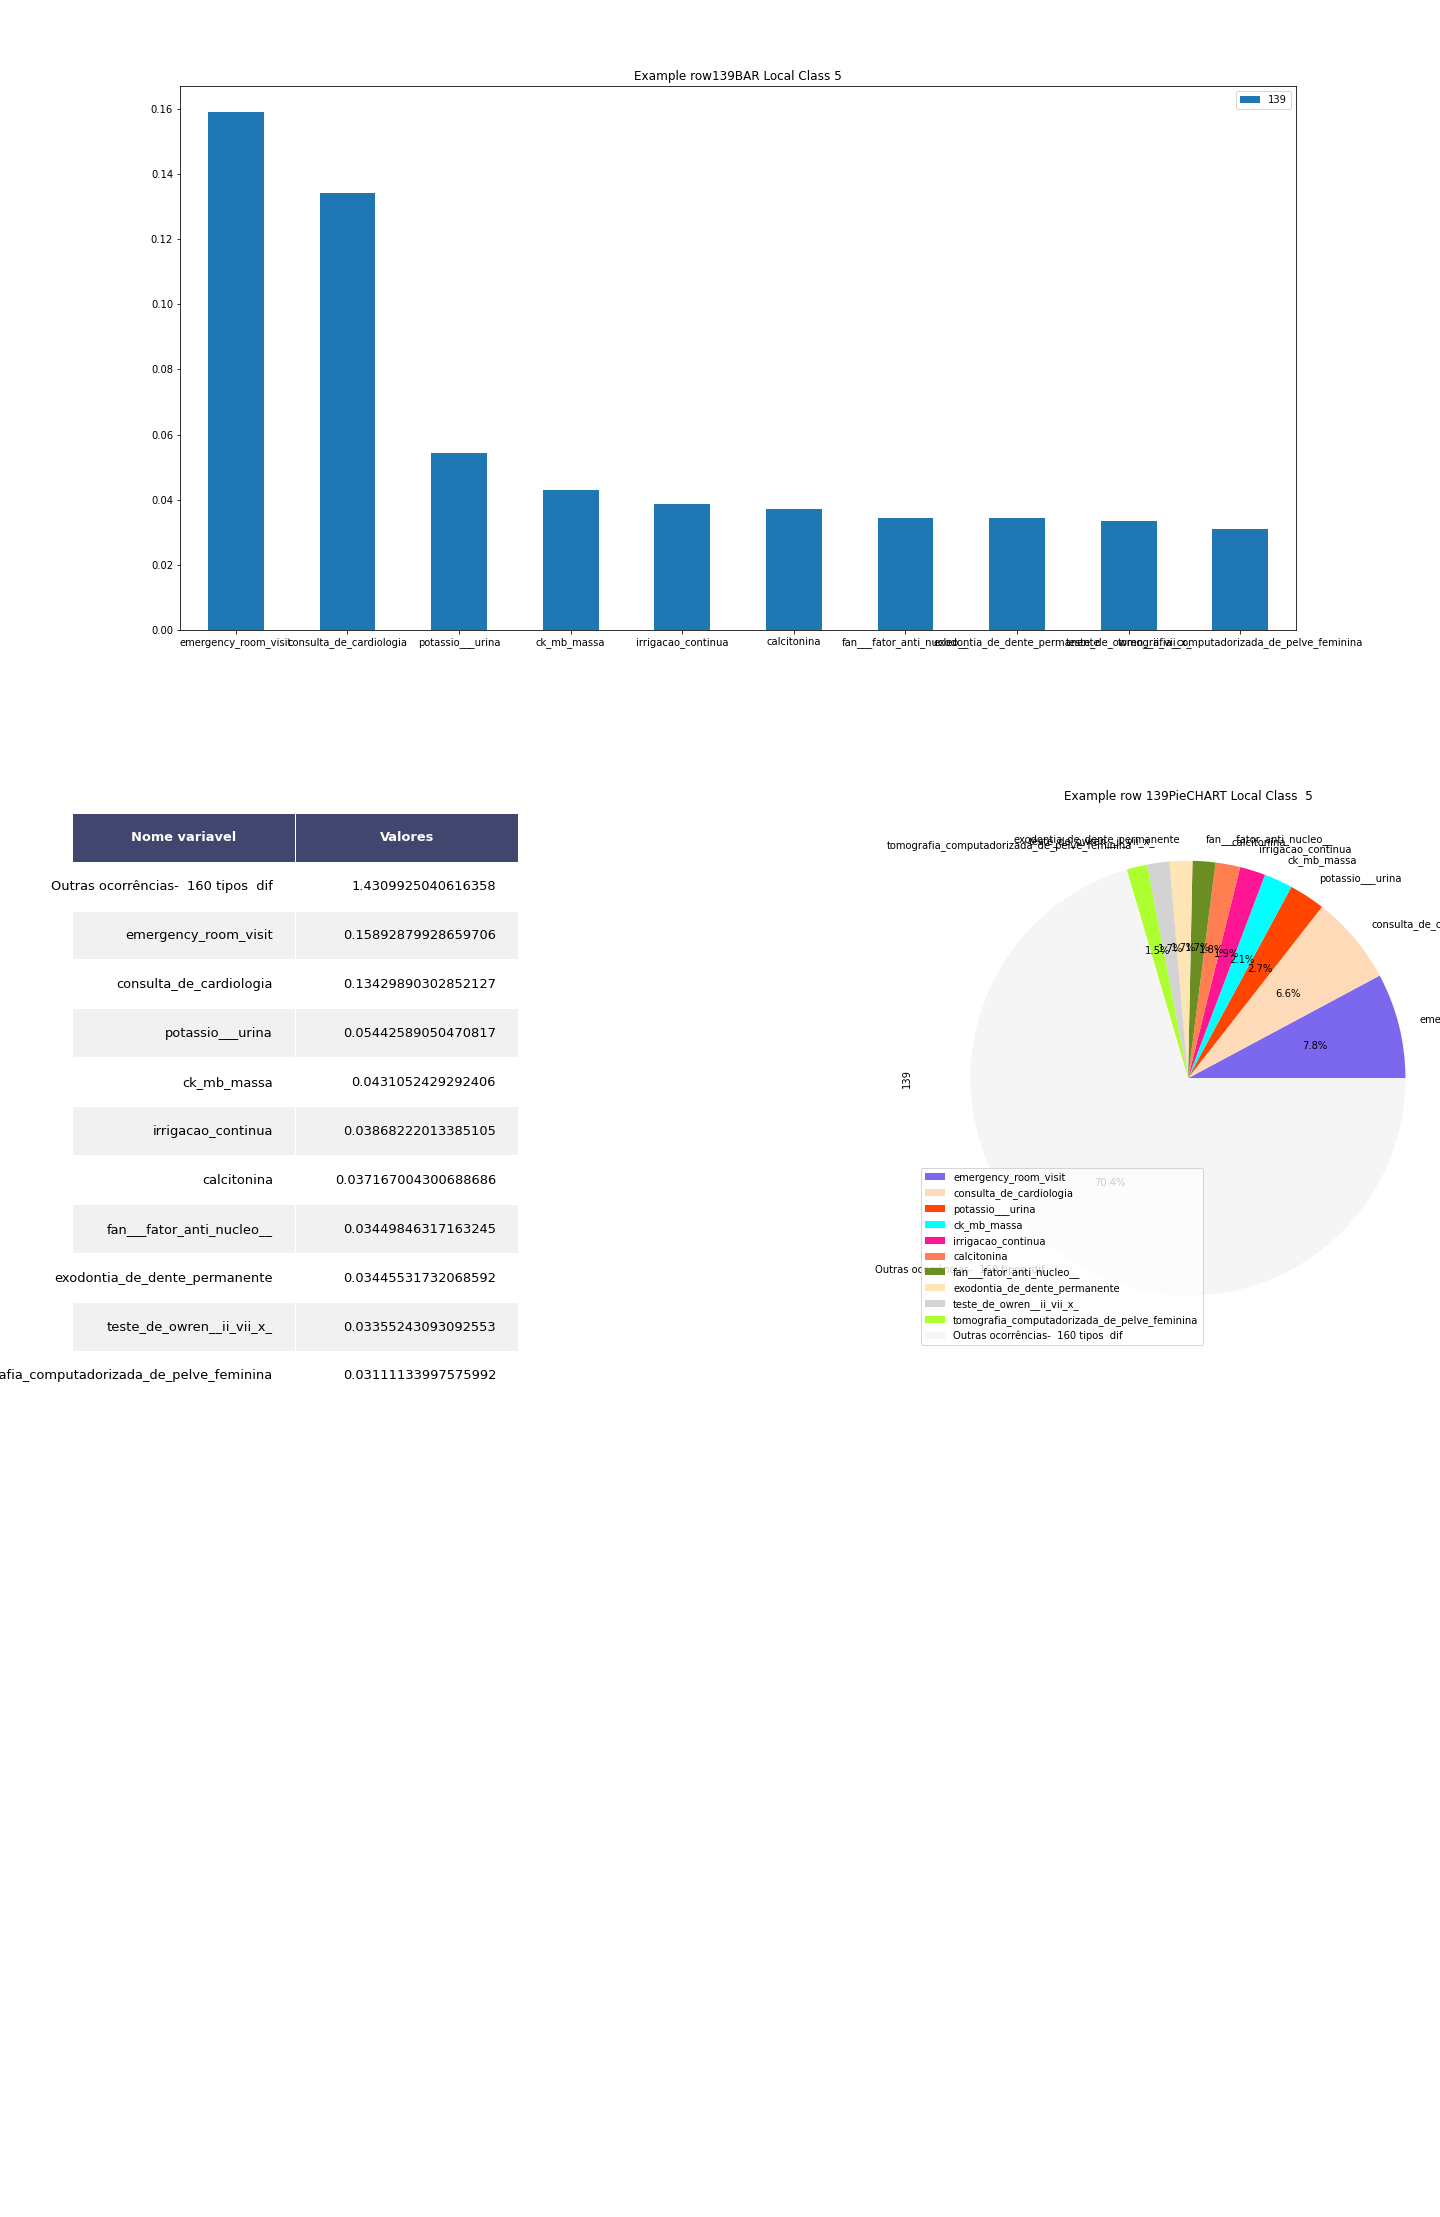 Example row139BAR Local Class 5
139
0.16
0.14
0.12
0.10
0.08
0.06
0.04
0.02
0.00
emergency_room_visit consulta_de_cardiologia potassio___urina ck_mb_massa irrigacao_continua calcitonina fan___fator_anti_nucleo__ exodontia_de_dente_permanente teste_de_owren__ii_vii_x_ tomografia_computadorizada_de_pelve_feminina
Nome variavel Valores
Outras ocorrências-  160 tipos  dif 1.4309925040616358
emergency_room_visit 0.15892879928659706
consulta_de_cardiologia 0.13429890302852127
potassio___urina 0.05442589050470817
ck_mb_massa 0.0431052429292406
irrigacao_continua 0.03868222013385105
calcitonina 0.037167004300688686
fan___fator_anti_nucleo__ 0.03449846317163245
exodontia_de_dente_permanente 0.03445531732068592
teste_de_owren__ii_vii_x_ 0.03355243093092553
afia_computadorizada_de_pelve_feminina 0.03111133997575992
Example row 139PieCHART Local Class  5
exodontia_de_dente_permanente
fan___fator_anti_nucleo__
teste_de_owren__ii_vii_x_
calcitonina
tomografia_computadorizada_de_pelve_feminina
irrigacao_continua
ck_mb_massa
potassio___urina
consulta_de_c
eme
1.5%
1.7%
1.7%
1.7%
1.8%
1.9%
2.1%
2.7%
6.6%
7.8%
139
70.4%
Outras ocorrências-  160 tipos  dif
emergency_room_visit
consulta_de_cardiologia
potassio___urina
ck_mb_massa
irrigacao_continua
calcitonina
fan___fator_anti_nucleo__
exodontia_de_dente_permanente
teste_de_owren__ii_vii_x_
tomografia_computadorizada_de_pelve_feminina
Outras ocorrências-  160 tipos  dif